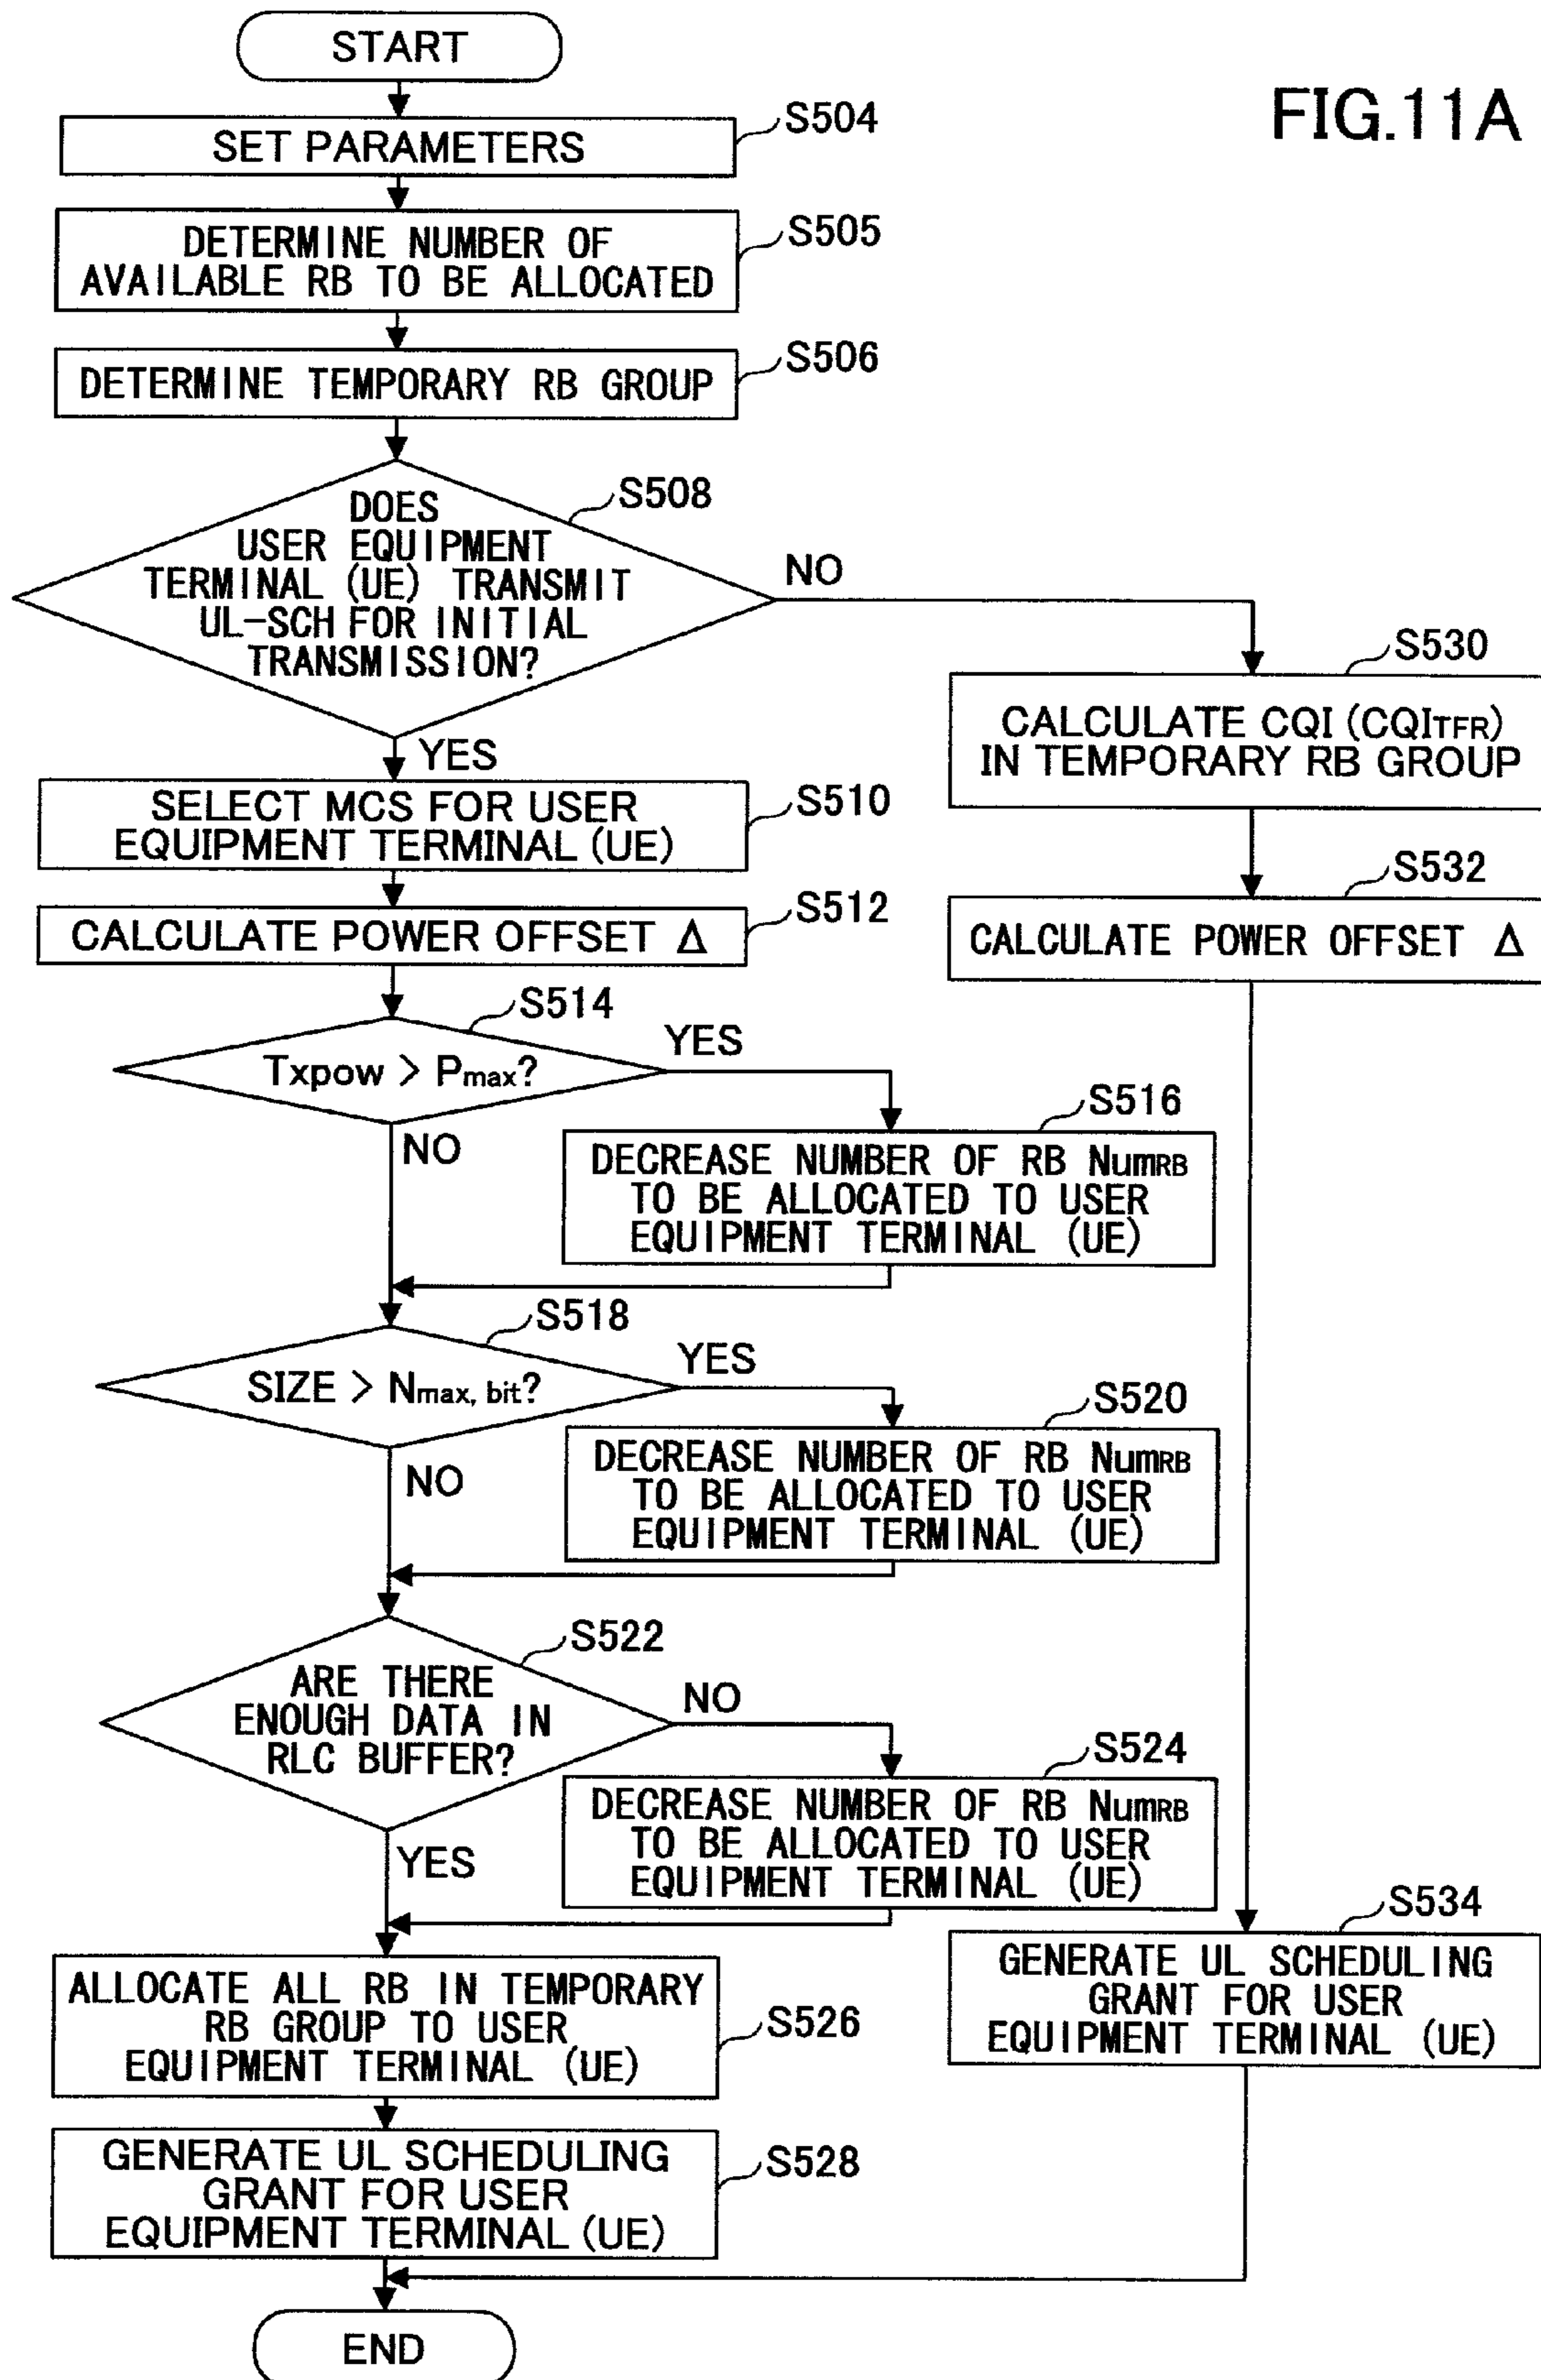 START
FIG.11A
S504
SET PARAMETERS
S505
DETERMINE NUMBER OF
AVAILABLE RB TO BE ALLOCATED
S506
DETERMINE TEMPORARY RB GROUP
S508
DOES
USER EQUIPMENT
TERMINAL (UE) TRANSMIT
UL-SCH FOR INITIAL
TRANSMISSION?
NO
YES
S530
CALCULATE CQI (CQITFR)
IN TEMPORARY RB GROUP
S510
SELECT MCS FOR USER
EQUIPMENT TERMINAL (UE)
S532
CALCULATE POWER OFFSET Δ
S512
CALCULATE POWER OFFSET Δ
S514
Txpow > Pmax?
YES
NO
S516
DECREASE NUMBER OF RB NumRB
TO BE ALLOCATED TO USER
EQUIPMENT TERMINAL (UE)
S518
SIZE > Nmax, bit?
YES
NO
S520
DECREASE NUMBER OF RB NumRB
TO BE ALLOCATED TO USER
EQUIPMENT TERMINAL (UE)
S522
ARE THERE
ENOUGH DATA IN
RLC BUFFER?
NO
YES
S524
DECREASE NUMBER OF RB NumRB
TO BE ALLOCATED TO USER
EQUIPMENT TERMINAL (UE)
S534
GENERATE UL SCHEDULING
GRANT FOR USER
EQUIPMENT TERMINAL (UE)
S526
ALLOCATE ALL RB IN TEMPORARY
RB GROUP TO USER
EQUIPMENT TERMINAL (UE)
S528
GENERATE UL SCHEDULING
GRANT FOR USER
EQUIPMENT TERMINAL (UE)
END